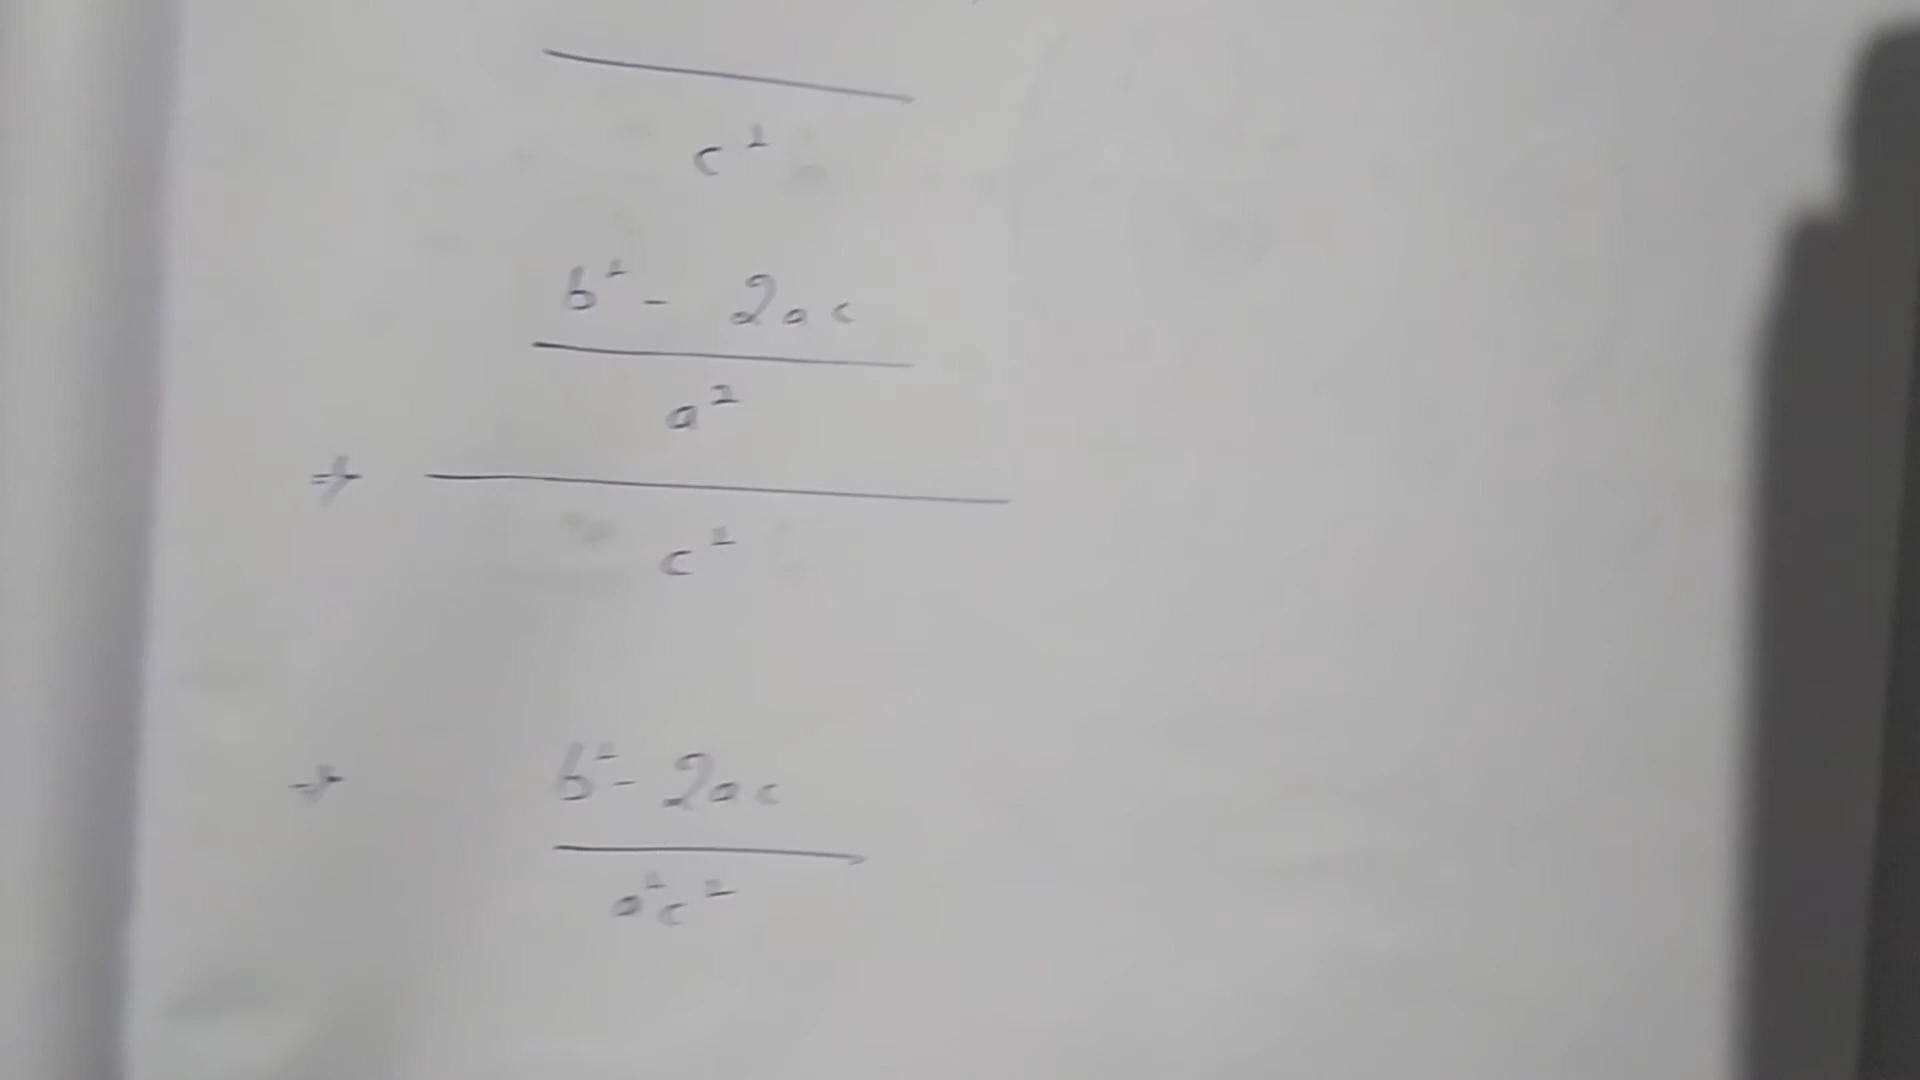 c²
b² - 2ac
a²
⇒
c²
⇒ b² - 2ac
a²c²